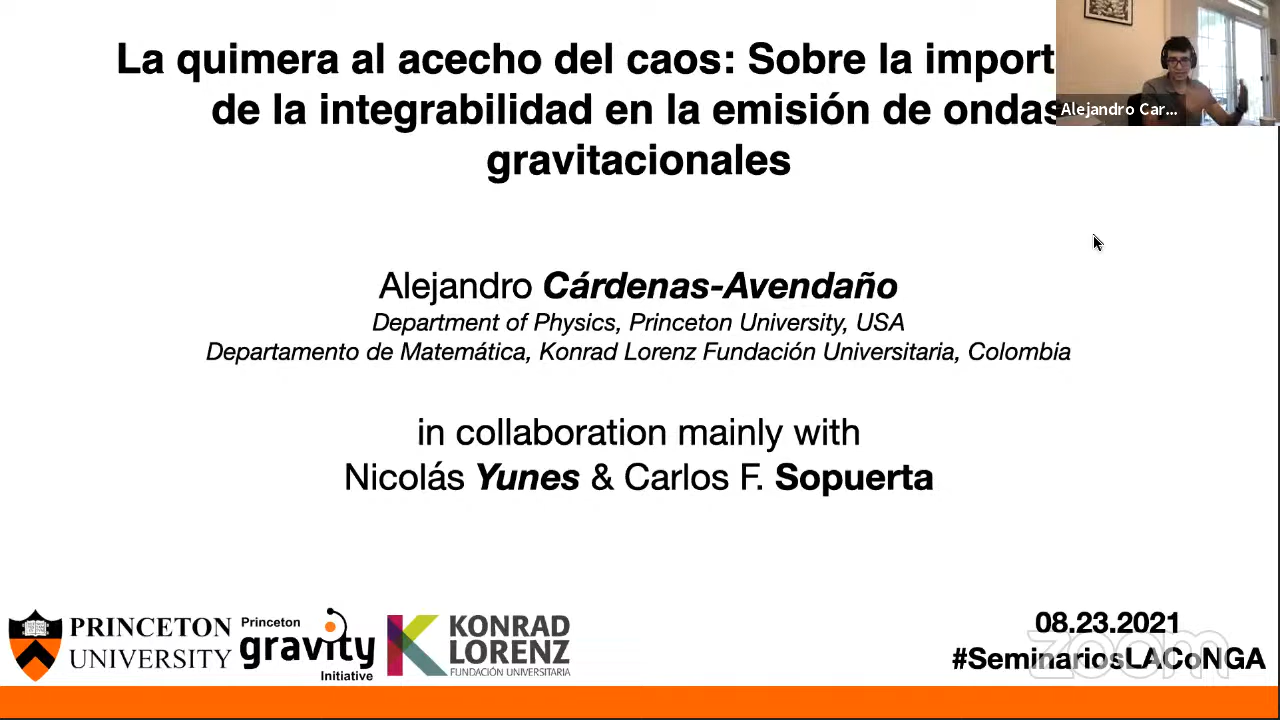 La quimera al acecho del caos: Sobre la import
de la integrabilidad en la emisión de ondas
gravitacionales
Alejandro Car...
Alejandro Cárdenas-Avendaño
Department of Physics, Princeton University, USA
Departamento de Matemática, Konrad Lorenz Fundación Universitaria, Colombia
in collaboration mainly with
Nicolás Yunes & Carlos F. Sopuerta
PRINCETON
UNIVERSITY
Princeton
gravity
Initiative
KONRAD
LORENZ
FUNDACIÓN UNIVERSITARIA
08.23.2021
#SeminariosLACoNGA
zoom